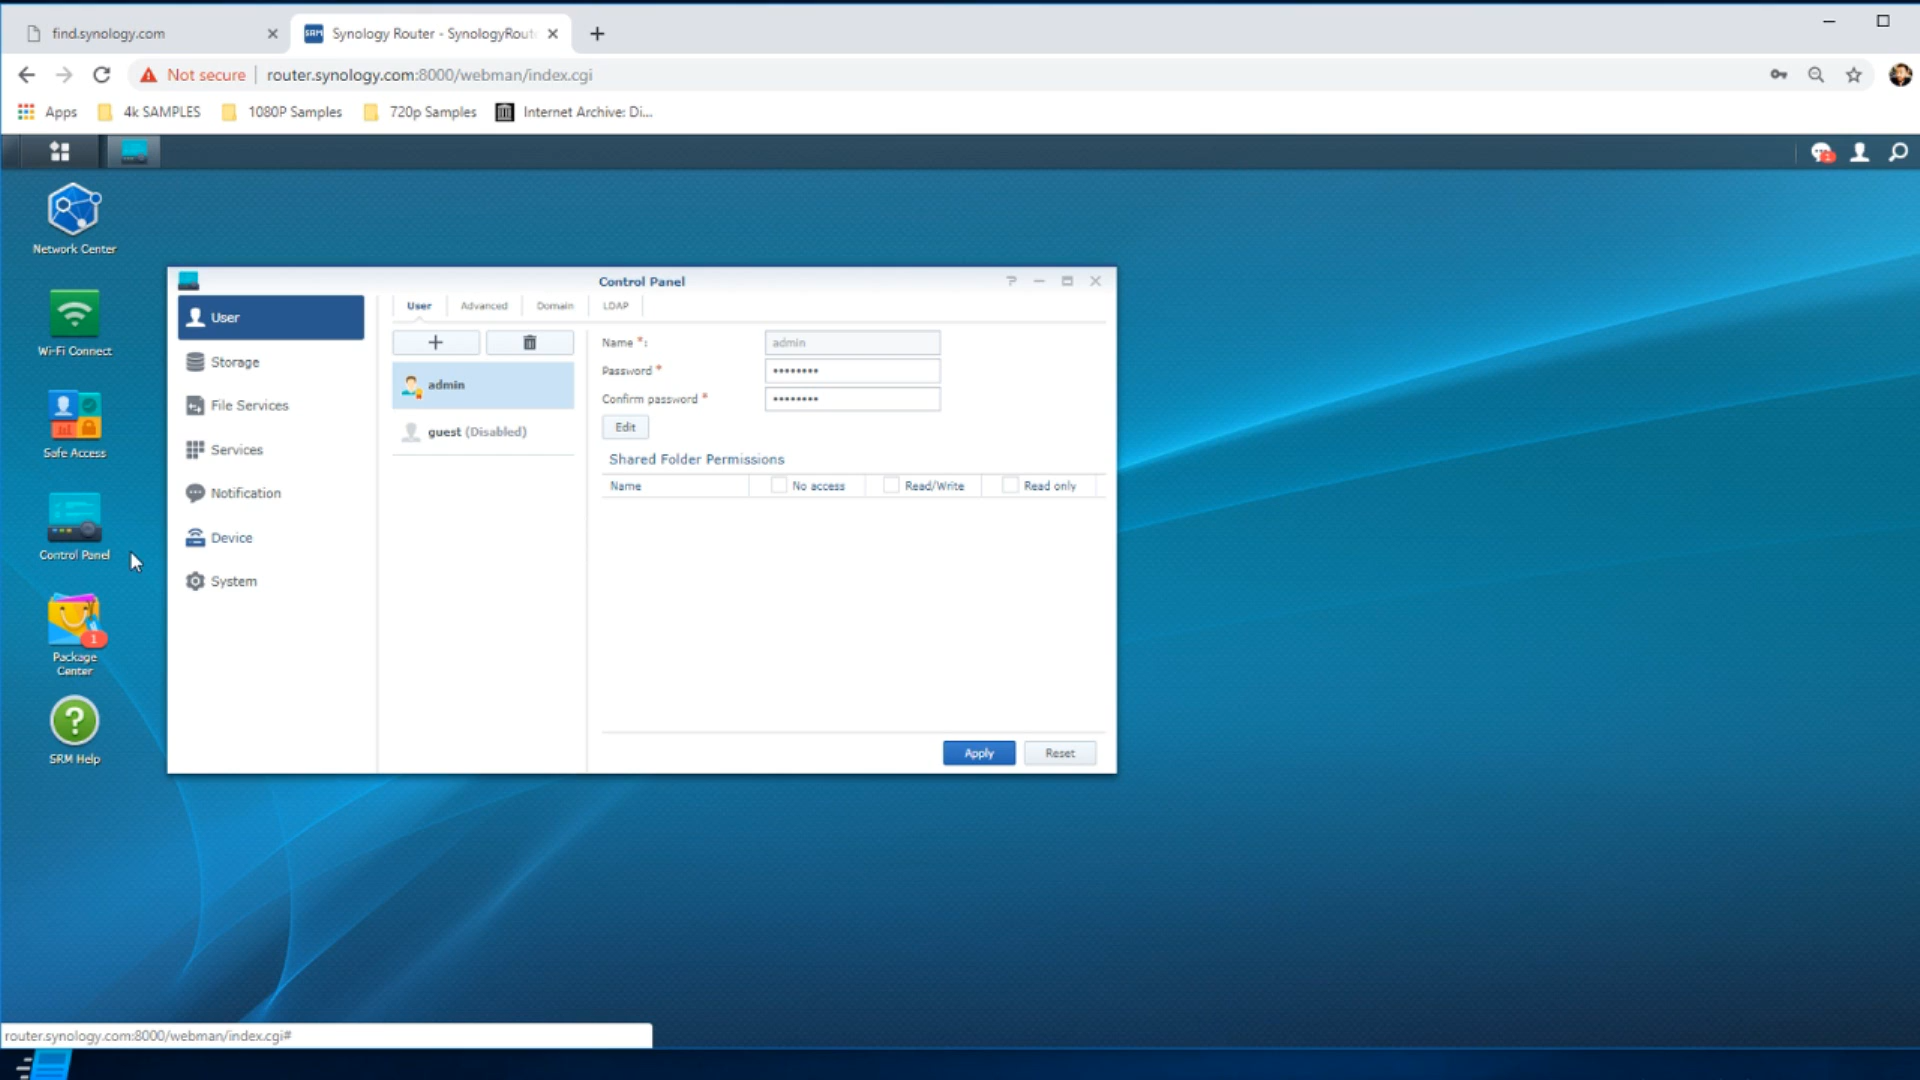 find.synology.com
SRM Synology Router - SynologyRout
Not secure router.synology.com:8000/webman/index.cgi
Apps 4k SAMPLES 1080P Samples 720p Samples Internet Archive: Di...
Network Center
Wi-Fi Connect
Safe Access
Control Panel
1
Package
Center
SRM Help
Control Panel
User
Storage
File Services
Services
Notification
Device
System
User Advanced Domain LDAP
admin
guest (Disabled)
Name *: admin
Password * ••••••••
Confirm password * ••••••••
Edit
Shared Folder Permissions
Name No access Read/Write Read only
Apply Reset
router.synology.com:8000/webman/index.cgi#